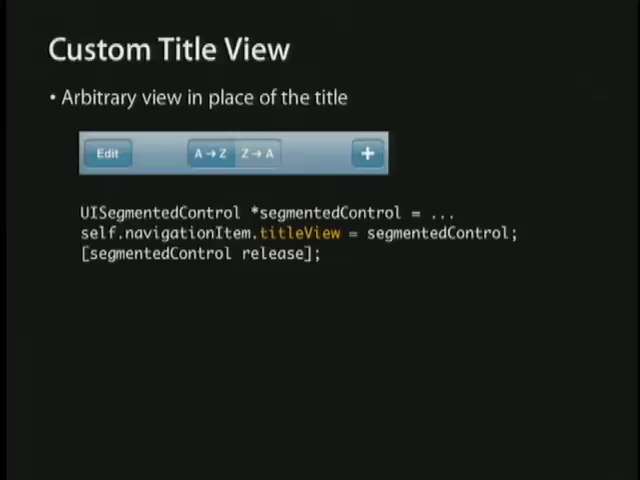 Custom Title View
• Arbitrary view in place of the title
Edit A→Z Z→A +
UISegmentedControl *segmentedControl = ...
self.navigationItem.titleView = segmentedControl;
[segmentedControl release];